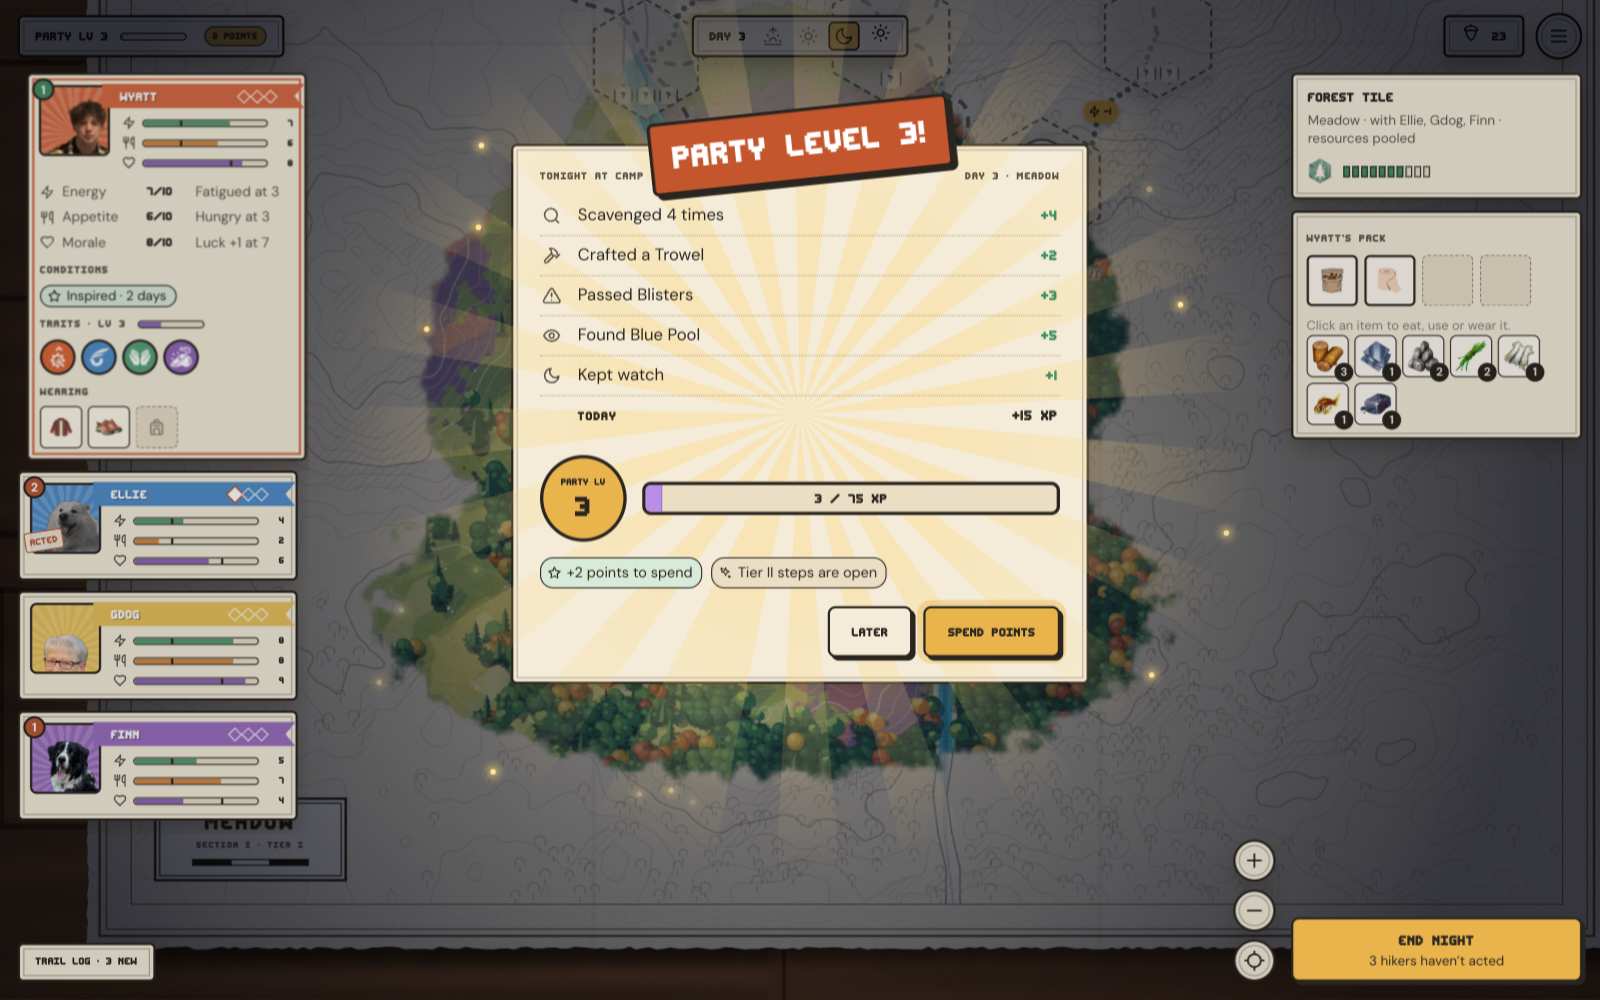 PARTY LV 3
2 POINTS
DAY 3
23
1
WYATT
7
6
8
Energy 7/10 Fatigued at 3
Appetite 6/10 Hungry at 3
Morale 8/10 Luck +1 at 7
CONDITIONS
Inspired · 2 days
TRAITS · LV 3
WEARING
2
ELLIE
ACTED
4
2
6
GDOG
8
8
9
1
FINN
5
7
4
MEADOW
SECTION I · TIER I
TRAIL LOG · 3 NEW
PARTY LEVEL 3!
TONIGHT AT CAMP
DAY 3 · MEADOW
Scavenged 4 times +4
Crafted a Trowel +2
Passed Blisters +3
Found Blue Pool +5
Kept watch +1
TODAY +15 XP
PARTY LV
3
3 / 75 XP
+2 points to spend
Tier II steps are open
LATER
SPEND POINTS
FOREST TILE
Meadow · with Ellie, Gdog, Finn ·
resources pooled
WYATT'S PACK
Click an item to eat, use or wear it.
3
1
2
2
1
1
1
END NIGHT
3 hikers haven't acted